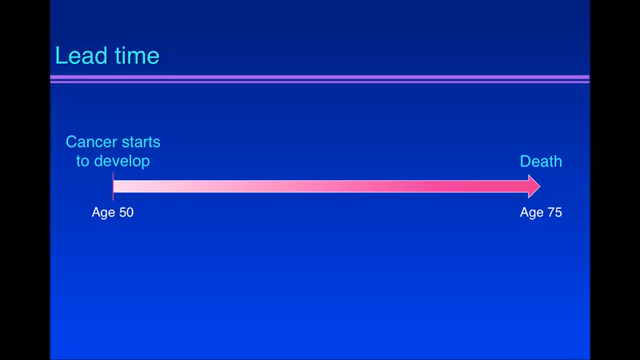 Lead time
Cancer starts
to develop
Death
Age 50
Age 75